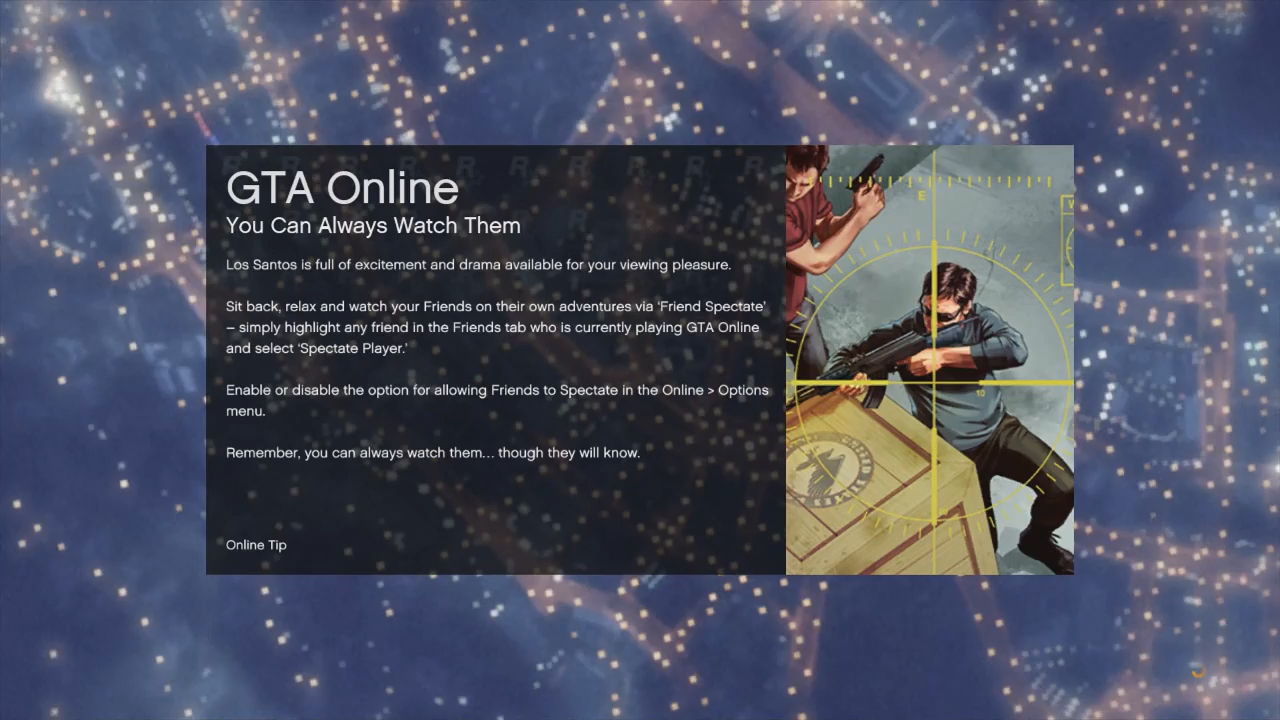 GTA Online
You Can Always Watch Them
Los Santos is full of excitement and drama available for your viewing pleasure.
Sit back, relax and watch your Friends on their own adventures via ‘Friend Spectate’
– simply highlight any friend in the Friends tab who is currently playing GTA Online
and select ‘Spectate Player.’
Enable or disable the option for allowing Friends to Spectate in the Online > Options
menu.
Remember, you can always watch them… though they will know.
Online Tip
E
10